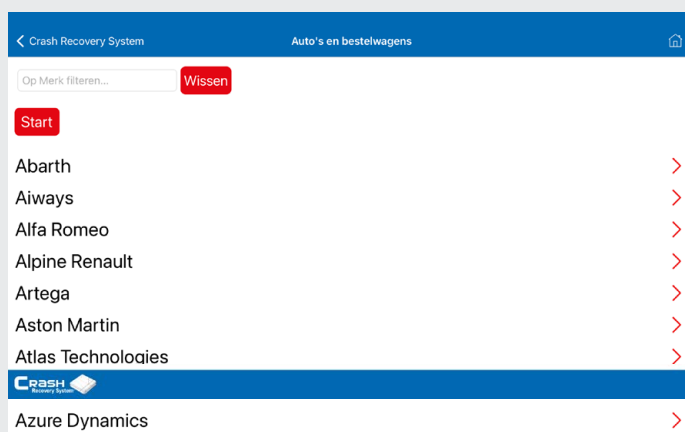 Crash Recovery System
Auto's en bestelwagens
Op Merk filteren...
Wissen
Start
Abarth
Aiways
Alfa Romeo
Alpine Renault
Artega
Aston Martin
Atlas Technologies
CRASH
Recovery System
Azure Dynamics